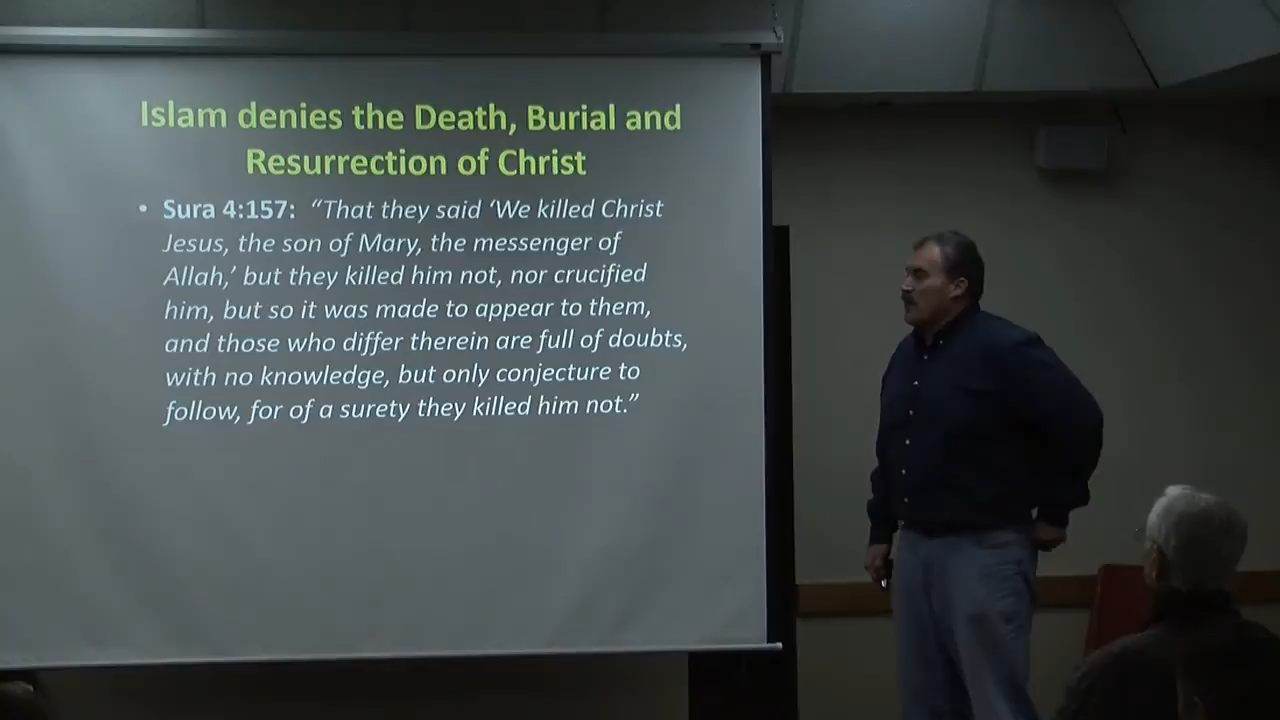 Islam denies the Death, Burial and
Resurrection of Christ
• Sura 4:157: “That they said ‘We killed Christ
Jesus, the son of Mary, the messenger of
Allah,’ but they killed him not, nor crucified
him, but so it was made to appear to them,
and those who differ therein are full of doubts,
with no knowledge, but only conjecture to
follow, for of a surety they killed him not.”